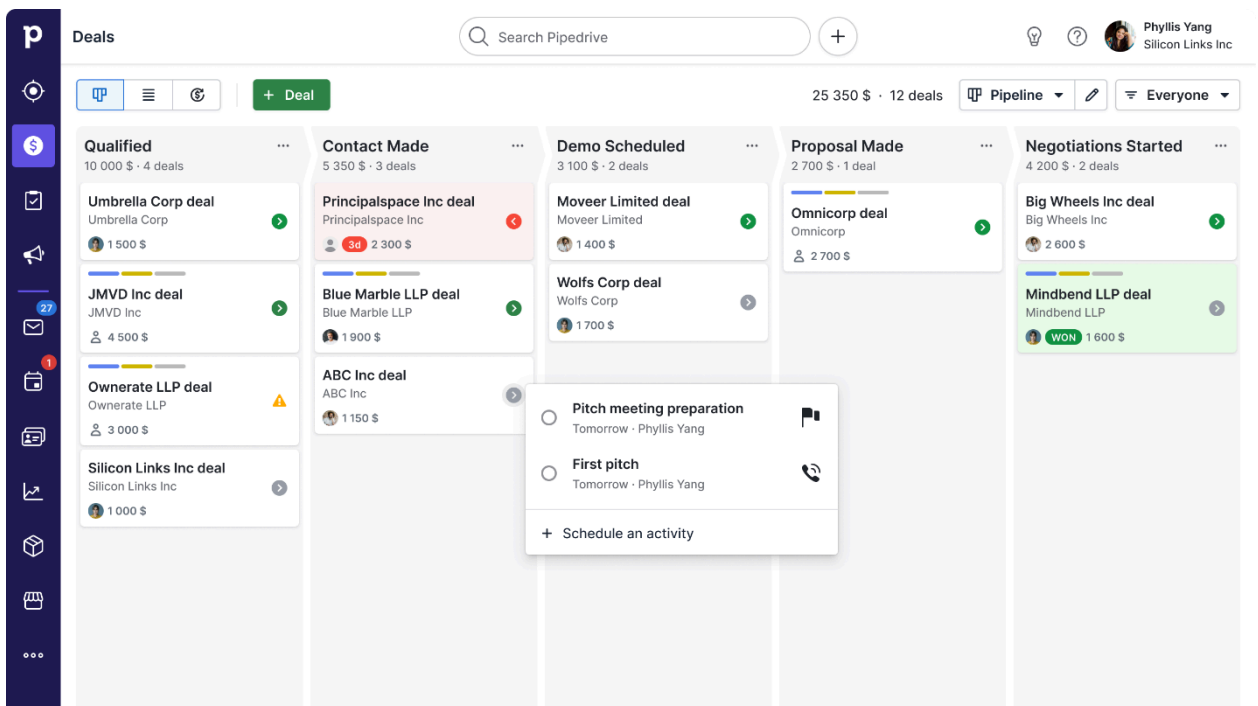 p
Deals
Search Pipedrive
Phyllis Yang
Silicon Links Inc
+ Deal
25 350 $ · 12 deals
Pipeline
Everyone
27
1
Qualified
10 000 $ · 4 deals
Umbrella Corp deal
Umbrella Corp
1 500 $
JMVD Inc deal
JMVD Inc
4 500 $
Ownerate LLP deal
Ownerate LLP
3 000 $
Silicon Links Inc deal
Silicon Links Inc
1 000 $
Contact Made
5 350 $ · 3 deals
Principalspace Inc deal
Principalspace Inc
3d 2 300 $
Blue Marble LLP deal
Blue Marble LLP
1 900 $
ABC Inc deal
ABC Inc
1 150 $
Demo Scheduled
3 100 $ · 2 deals
Moveer Limited deal
Moveer Limited
1 400 $
Wolfs Corp deal
Wolfs Corp
1 700 $
Pitch meeting preparation
Tomorrow · Phyllis Yang
First pitch
Tomorrow · Phyllis Yang
+ Schedule an activity
Proposal Made
2 700 $ · 1 deal
Omnicorp deal
Omnicorp
2 700 $
Negotiations Started
4 200 $ · 2 deals
Big Wheels Inc deal
Big Wheels Inc
2 600 $
Mindbend LLP deal
Mindbend LLP
WON 1 600 $